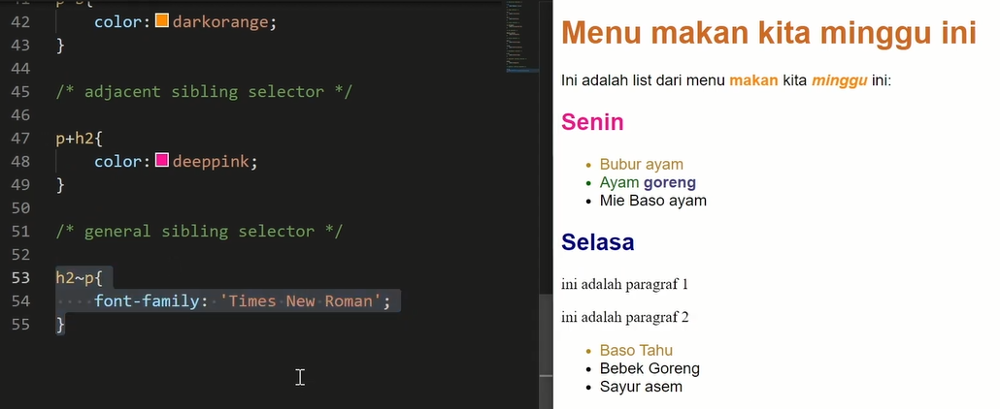 42 color: darkorange;
43 }
44
45 /* adjacent sibling selector */
46
47 p+h2{
48 color: deeppink;
49 }
50
51 /* general sibling selector */
52
53 h2~p{
54 font-family: 'Times New Roman';
55 }
Menu makan kita minggu ini
Ini adalah list dari menu makan kita minggu ini:
Senin
• Bubur ayam
• Ayam goreng
• Mie Baso ayam
Selasa
ini adalah paragraf 1
ini adalah paragraf 2
• Baso Tahu
• Bebek Goreng
• Sayur asem